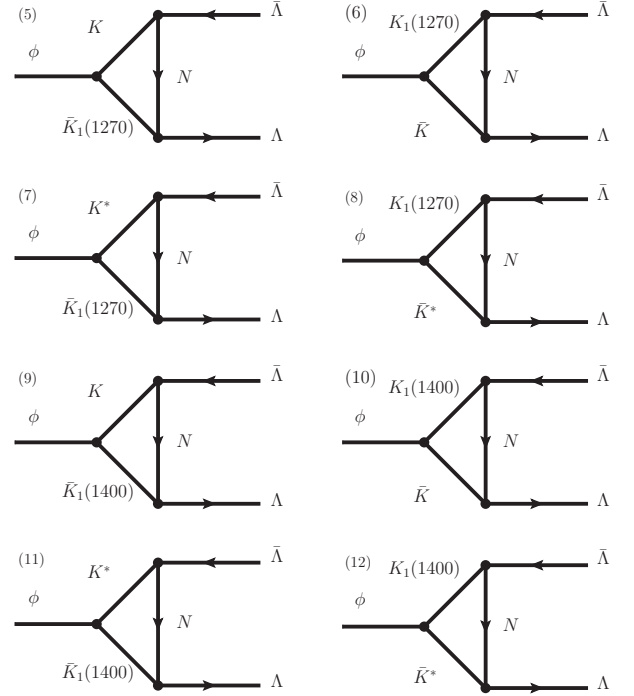 (5) K Λ̄
ϕ
N
K̄₁(1270) Λ
(6) K₁(1270) Λ̄
ϕ
N
K̄ Λ
(7) K* Λ̄
ϕ
N
K̄₁(1270) Λ
(8) K₁(1270) Λ̄
ϕ
N
K̄* Λ
(9) K Λ̄
ϕ
N
K̄₁(1400) Λ
(10) K₁(1400) Λ̄
ϕ
N
K̄ Λ
(11) K* Λ̄
ϕ
N
K̄₁(1400) Λ
(12) K₁(1400) Λ̄
ϕ
N
K̄* Λ